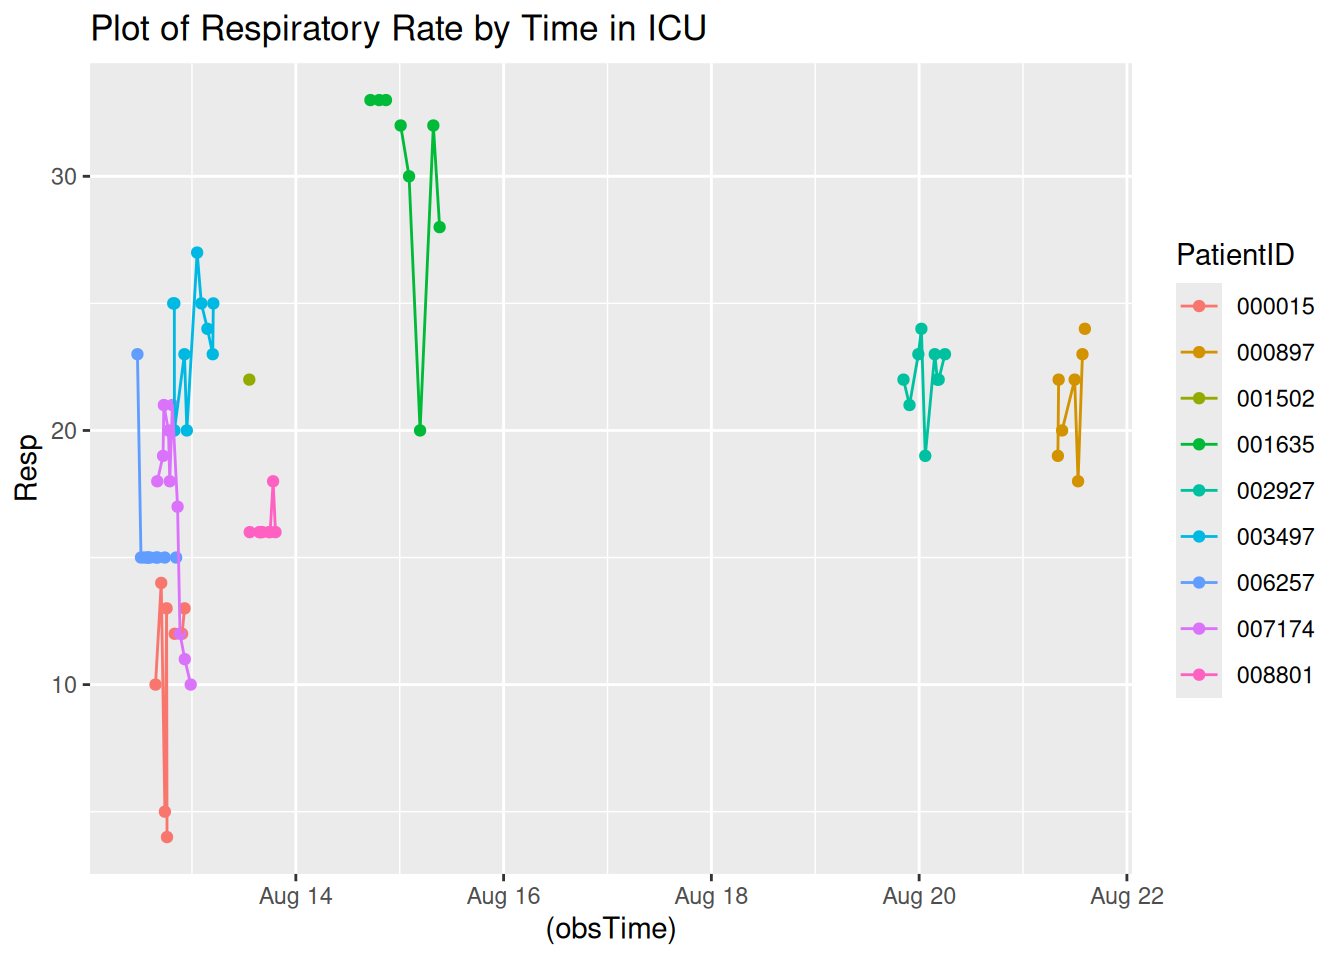 Plot of Respiratory Rate by Time in ICU
Resp
30
20
10
Aug 14
Aug 16
Aug 18
Aug 20
Aug 22
(obsTime)
PatientID
000015
000897
001502
001635
002927
003497
006257
007174
008801